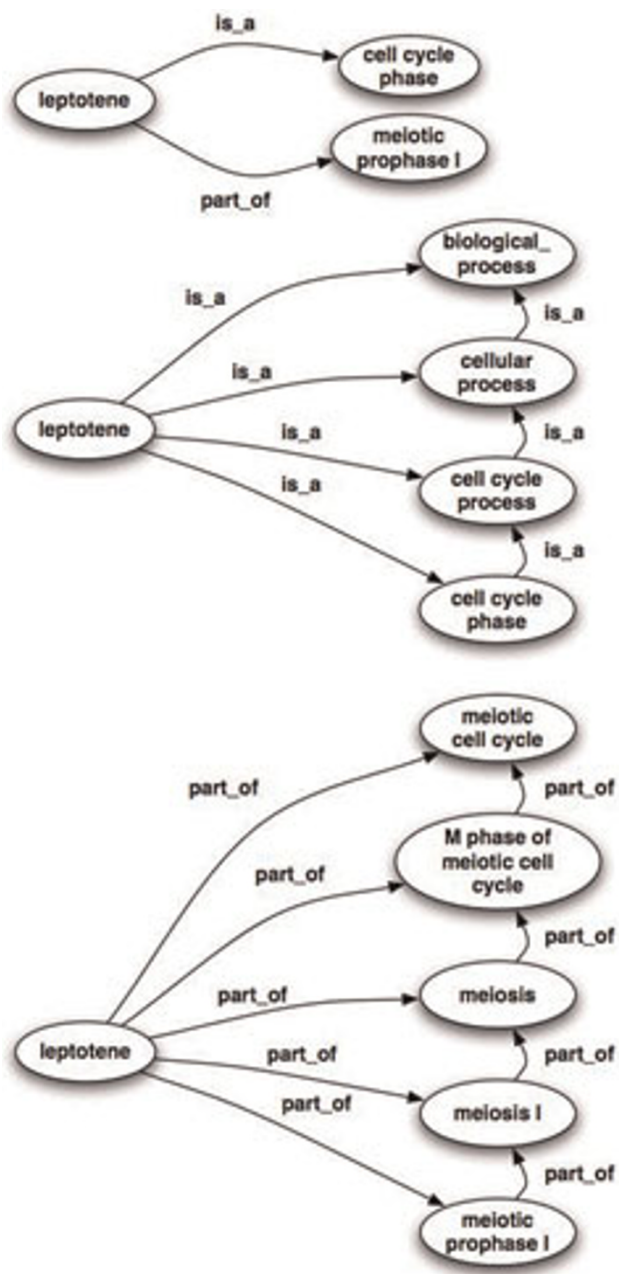 is_a
cell cycle
phase
leptotene
meiotic
prophase I
part_of
biological_
process
is_a
is_a
cellular
process
is_a
leptotene
is_a
is_a
cell cycle
process
is_a
is_a
cell cycle
phase
meiotic
cell cycle
part_of
part_of
M phase of
meiotic cell
cycle
part_of
part_of
meiosis
part_of
leptotene
part_of
part_of
part_of
meiosis I
part_of
meiotic
prophase I